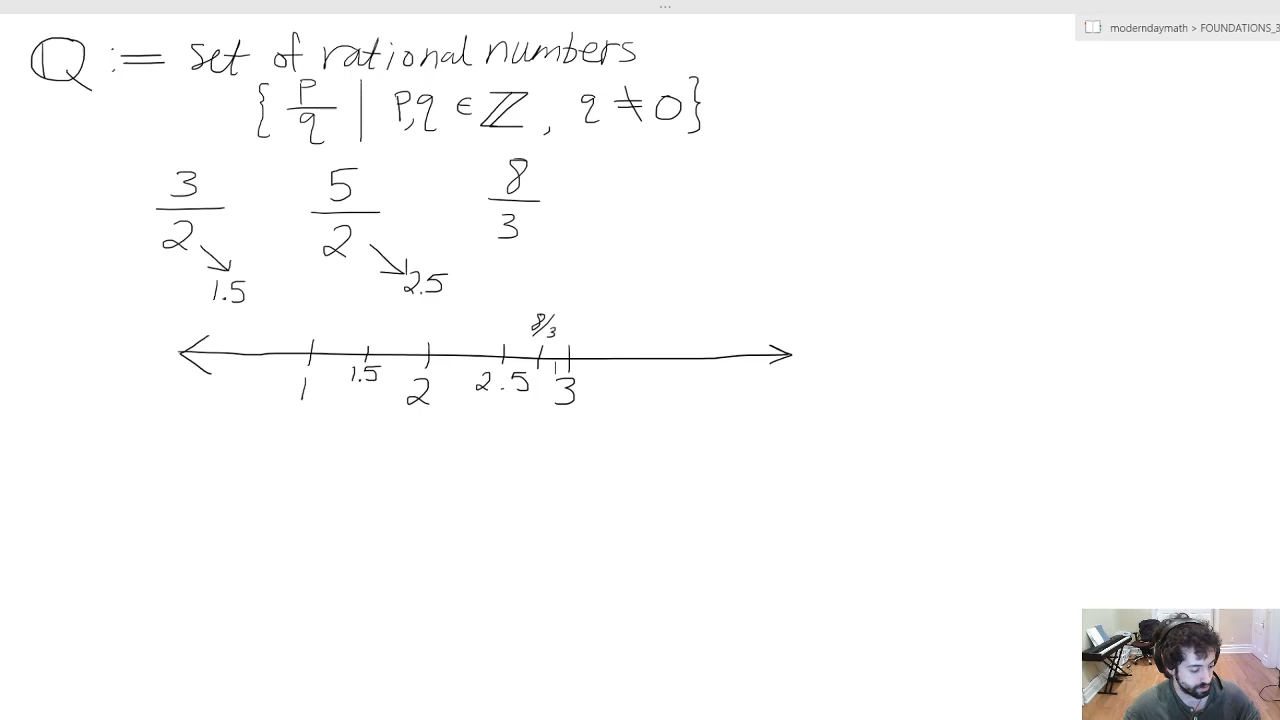 moderndaymath > FOUNDATIONS_3
ℚ := set of rational numbers
{ p/q | p,q ∈ ℤ, q ≠ 0 }
3/2 5/2 8/3
1.5 2.5
8/3
1 1.5 2 2.5 3